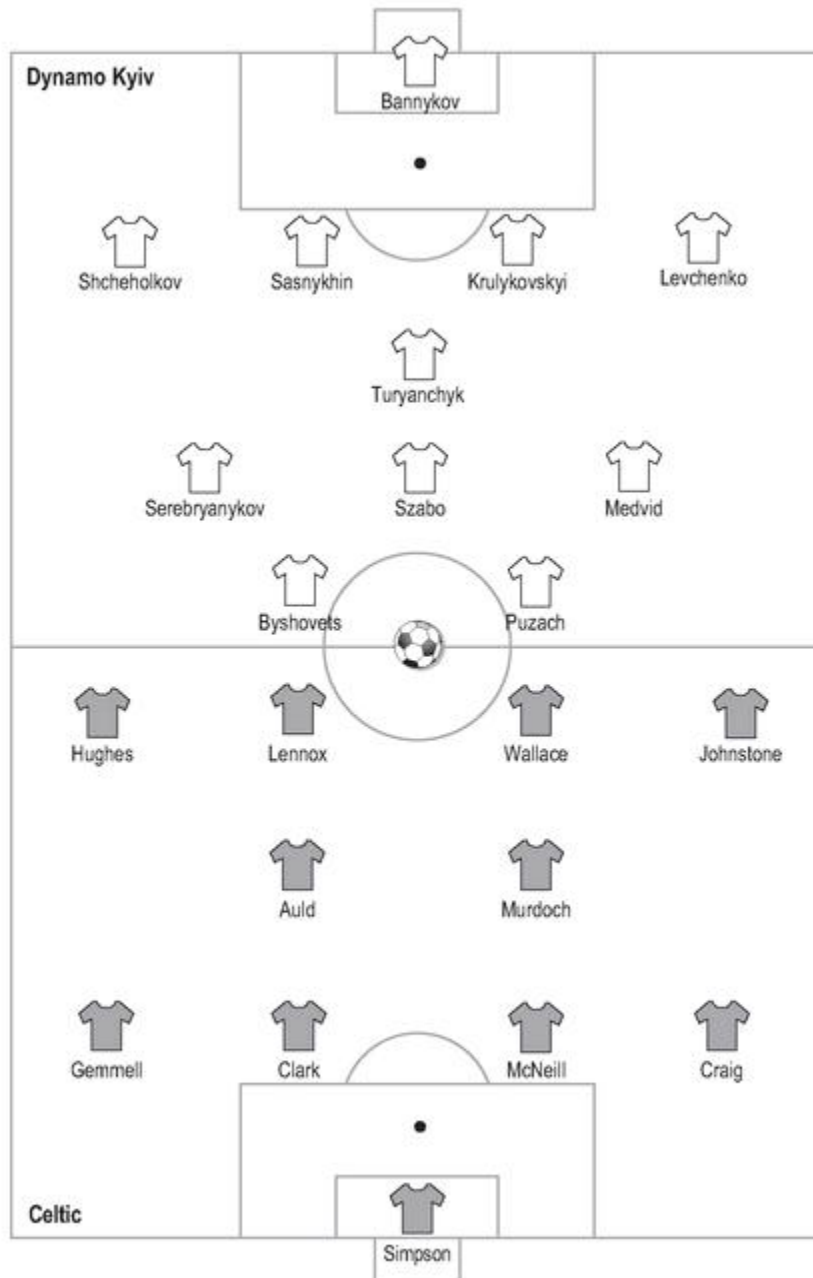 Dynamo Kyiv
Bannykov
Shcheholkov Sasnykhin Krulykovskyi Levchenko
Turyanchyk
Serebryanykov Szabo Medvid
Byshovets Puzach
Hughes Lennox Wallace Johnstone
Auld Murdoch
Gemmell Clark McNeill Craig
Celtic
Simpson